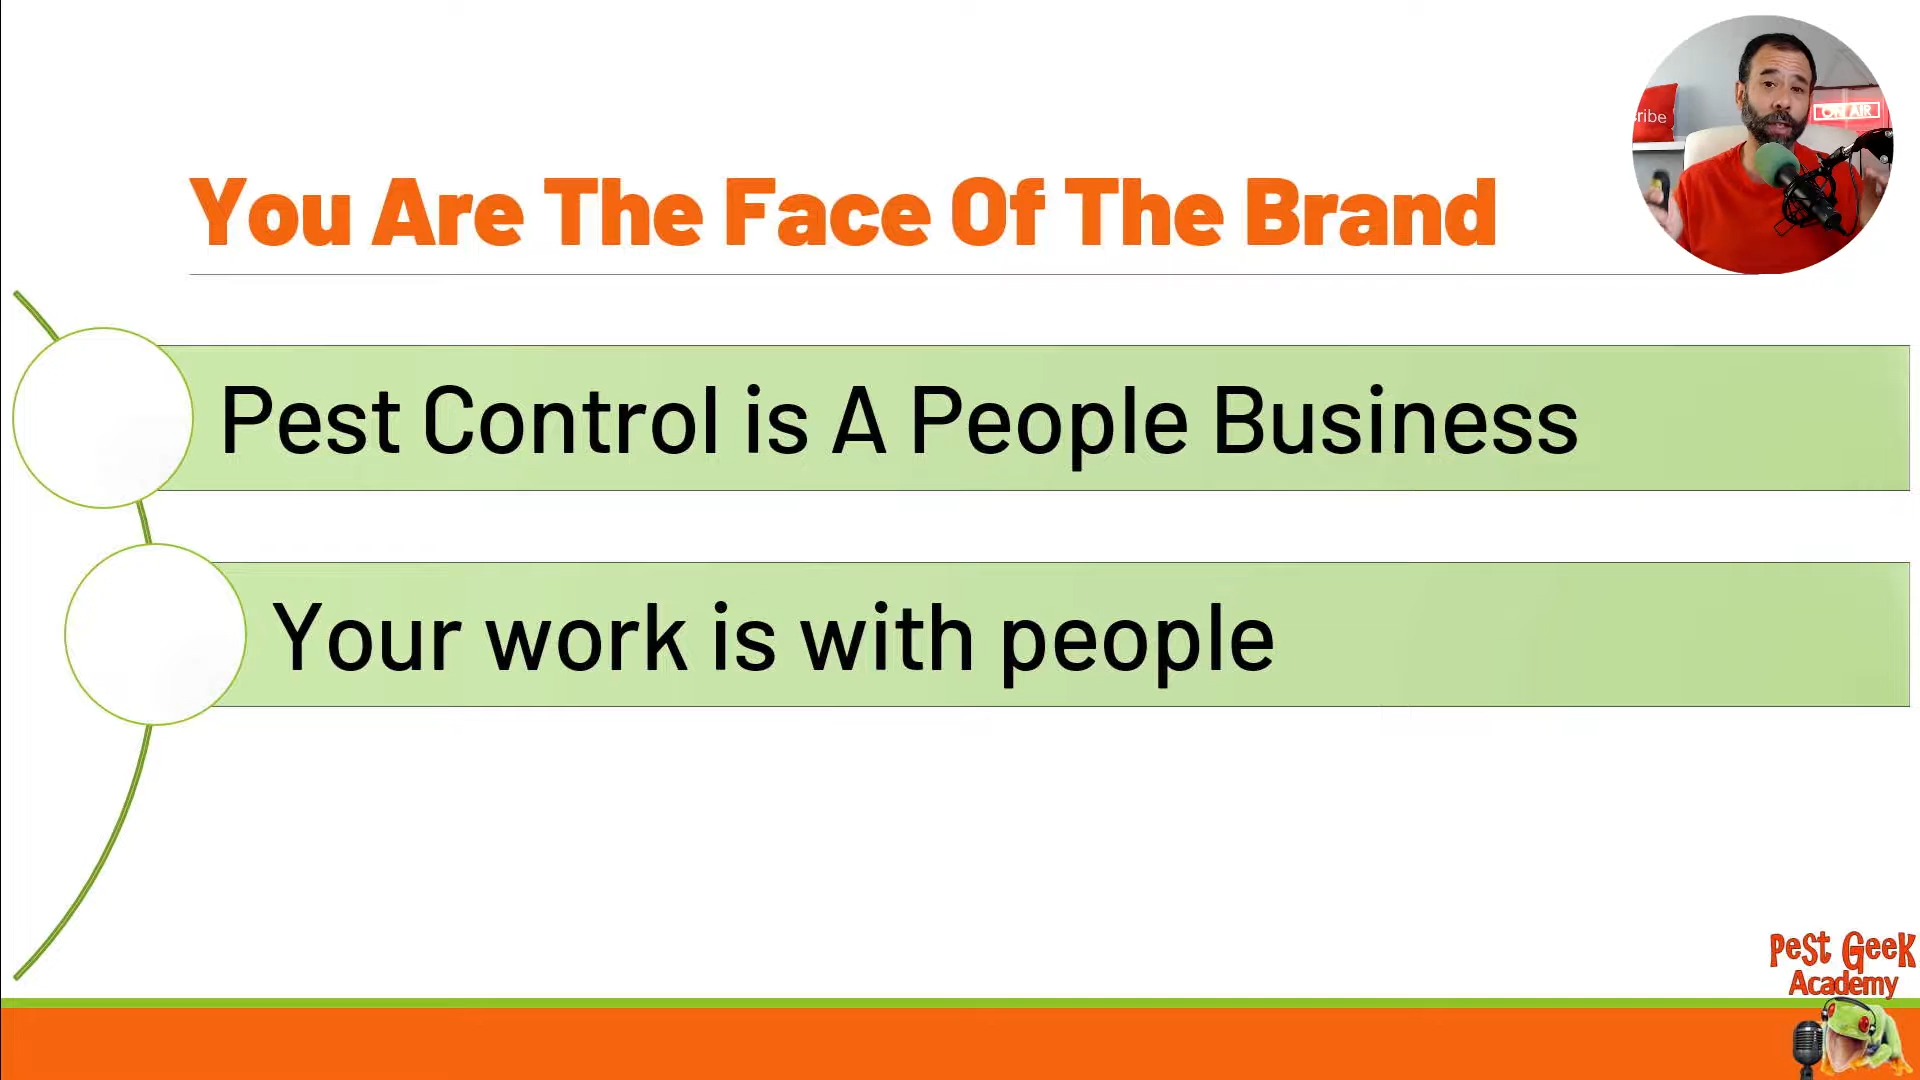 You Are The Face Of The Brand
ribe
ON AIR
Pest Control is A People Business
Your work is with people
PeSt GeeK
Academy